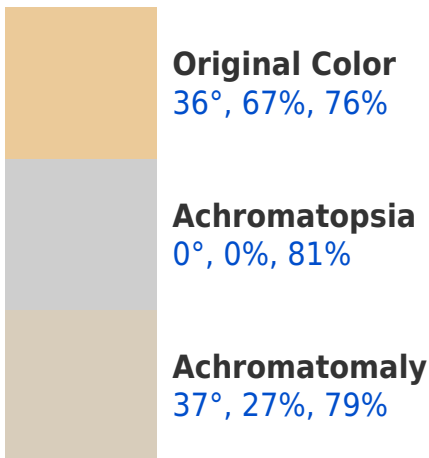 Original Color
36°, 67%, 76%
Achromatopsia
0°, 0%, 81%
Achromatomaly
37°, 27%, 79%